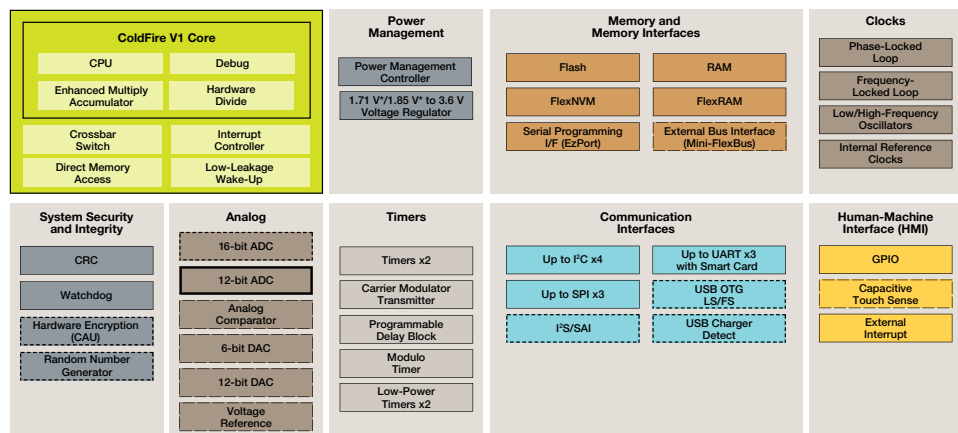 ColdFire V1 Core
CPU
Debug
Enhanced Multiply
Accumulator
Hardware
Divide
Crossbar
Switch
Interrupt
Controller
Direct Memory
Access
Low-Leakage
Wake-Up
Power
Management
Power Management
Controller
1.71 V*/1.85 V* to 3.6 V
Voltage Regulator
Memory and
Memory Interfaces
Flash
RAM
FlexNVM
FlexRAM
Serial Programming
I/F (EzPort)
External Bus Interface
(Mini-FlexBus)
Clocks
Phase-Locked
Loop
Frequency-
Locked Loop
Low/High-Frequency
Oscillators
Internal Reference
Clocks
System Security
and Integrity
CRC
Watchdog
Hardware Encryption
(CAU)
Random Number
Generator
Analog
16-bit ADC
12-bit ADC
Analog
Comparator
6-bit DAC
12-bit DAC
Voltage
Reference
Timers
Timers x2
Carrier Modulator
Transmitter
Programmable
Delay Block
Modulo
Timer
Low-Power
Timers x2
Communication
Interfaces
Up to I²C x4
Up to UART x3
with Smart Card
Up to SPI x3
USB OTG
LS/FS
I²S/SAI
USB Charger
Detect
Human-Machine
Interface (HMI)
GPIO
Capacitive
Touch Sense
External
Interrupt